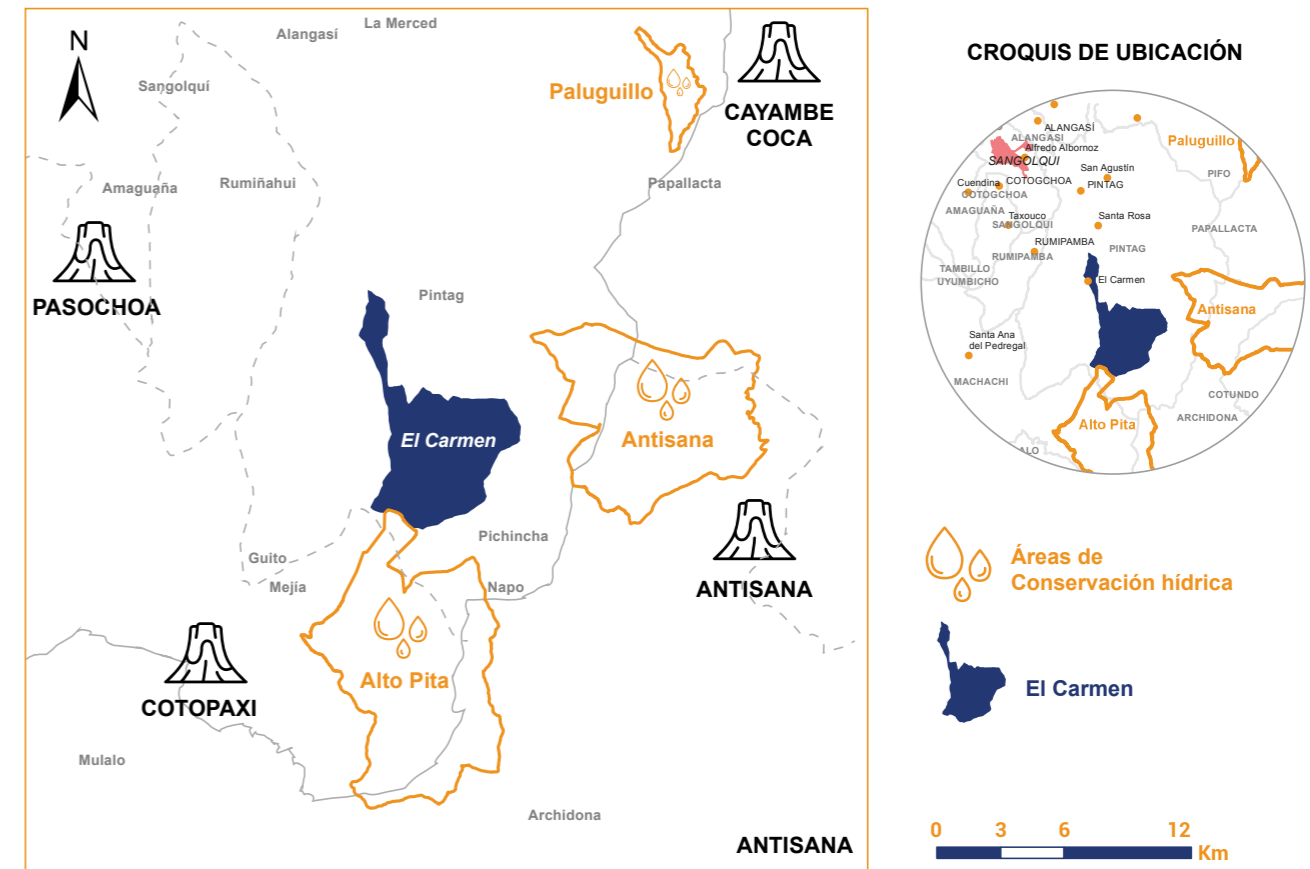 N
La Merced
Alangasí
Sangolquí
Paluguillo
CAYAMBE
COCA
Amaguaña
Rumiñahui
Papallacta
PASOCHOA
Pintag
El Carmen
Antisana
Pichincha
Guito
Mejía
Napo
ANTISANA
COTOPAXI
Alto Pita
Mulalo
Archidona
ANTISANA
CROQUIS DE UBICACIÓN
ALANGASÍ
ALANGASI
Alfredo Albornoz
SANGOLQUI
Paluguillo
San Agustín
PIFO
Cuendina
COTOGCHOA
COTOGCHOA
PINTAG
AMAGUAÑA
Taxouco
SANGOLQUI
Santa Rosa
PAPALLACTA
RUMIPAMBA
RUMIPAMBA
PINTAG
TAMBILLO
UYUMBICHO
El Carmen
Antisana
Santa Ana
del Pedregal
MACHACHI
COTUNDO
ARCHIDONA
Alto Pita
ALO
Áreas de
Conservación hídrica
El Carmen
0 3 6 12
Km